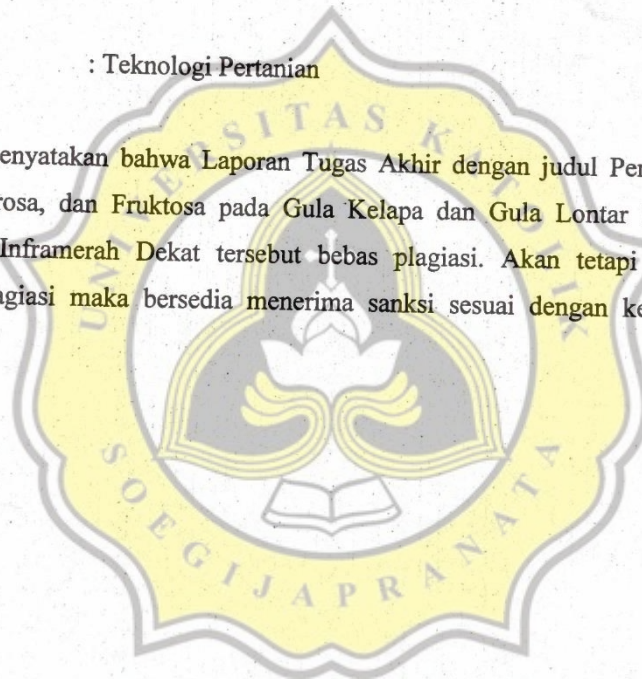 : Teknologi Pertanian
enyatakan bahwa Laporan Tugas Akhir dengan judul Per
rosa, dan Fruktosa pada Gula Kelapa dan Gula Lontar
Inframerah Dekat tersebut bebas plagiasi. Akan tetapi
agiasi maka bersedia menerima sanksi sesuai dengan ke
UNIVERSITAS KATOLIK
SOEGIJAPRANATA